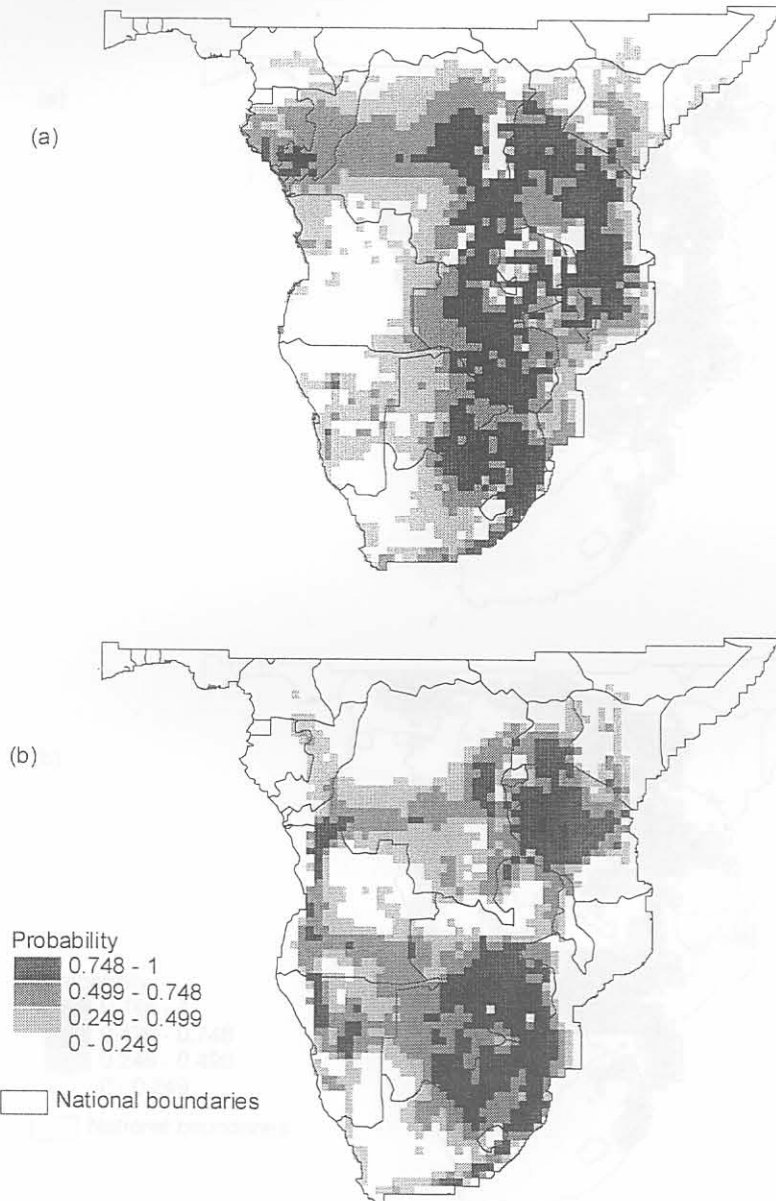 (a)
(b)
Probability
0.748 - 1
0.499 - 0.748
0.249 - 0.499
0 - 0.249
National boundaries